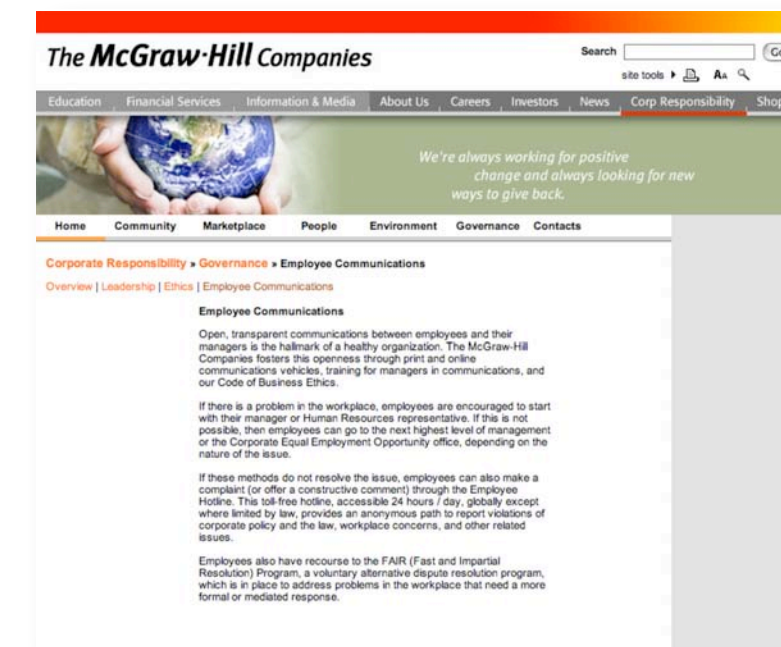 The McGraw·Hill Companies
Search
site tools
Education Financial Services Information & Media About Us Careers Investors News Corp Responsibility Shop
We're always working for positive
change and always looking for new
ways to give back.
Home Community Marketplace People Environment Governance Contacts
Corporate Responsibility » Governance » Employee Communications
Overview | Leadership | Ethics | Employee Communications
Employee Communications
Open, transparent communications between employees and their
managers is the hallmark of a healthy organization. The McGraw-Hill
Companies fosters this openness through print and online
communications vehicles, training for managers in communications, and
our Code of Business Ethics.
If there is a problem in the workplace, employees are encouraged to start
with their manager or Human Resources representative. If this is not
possible, then employees can go to the next highest level of management
or the Corporate Equal Employment Opportunity office, depending on the
nature of the issue.
If these methods do not resolve the issue, employees can also make a
complaint (or offer a constructive comment) through the Employee
Hotline. This toll-free hotline, accessible 24 hours / day, globally except
where limited by law, provides an anonymous path to report violations of
corporate policy and the law, workplace concerns, and other related
issues.
Employees also have recourse to the FAIR (Fast and Impartial
Resolution) Program, a voluntary alternative dispute resolution program,
which is in place to address problems in the workplace that need a more
formal or mediated response.